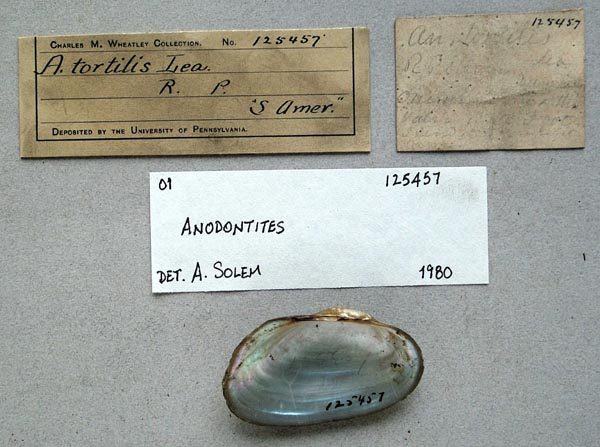 CHARLES M. WHEATLEY COLLECTION. No. 125457
A. tortilis Lea.
R. P.
"S Amer."
DEPOSITED BY THE UNIVERSITY OF PENNSYLVANIA.
125457
01 125457
ANODONTITES
DET. A. SOLEM 1980
125457